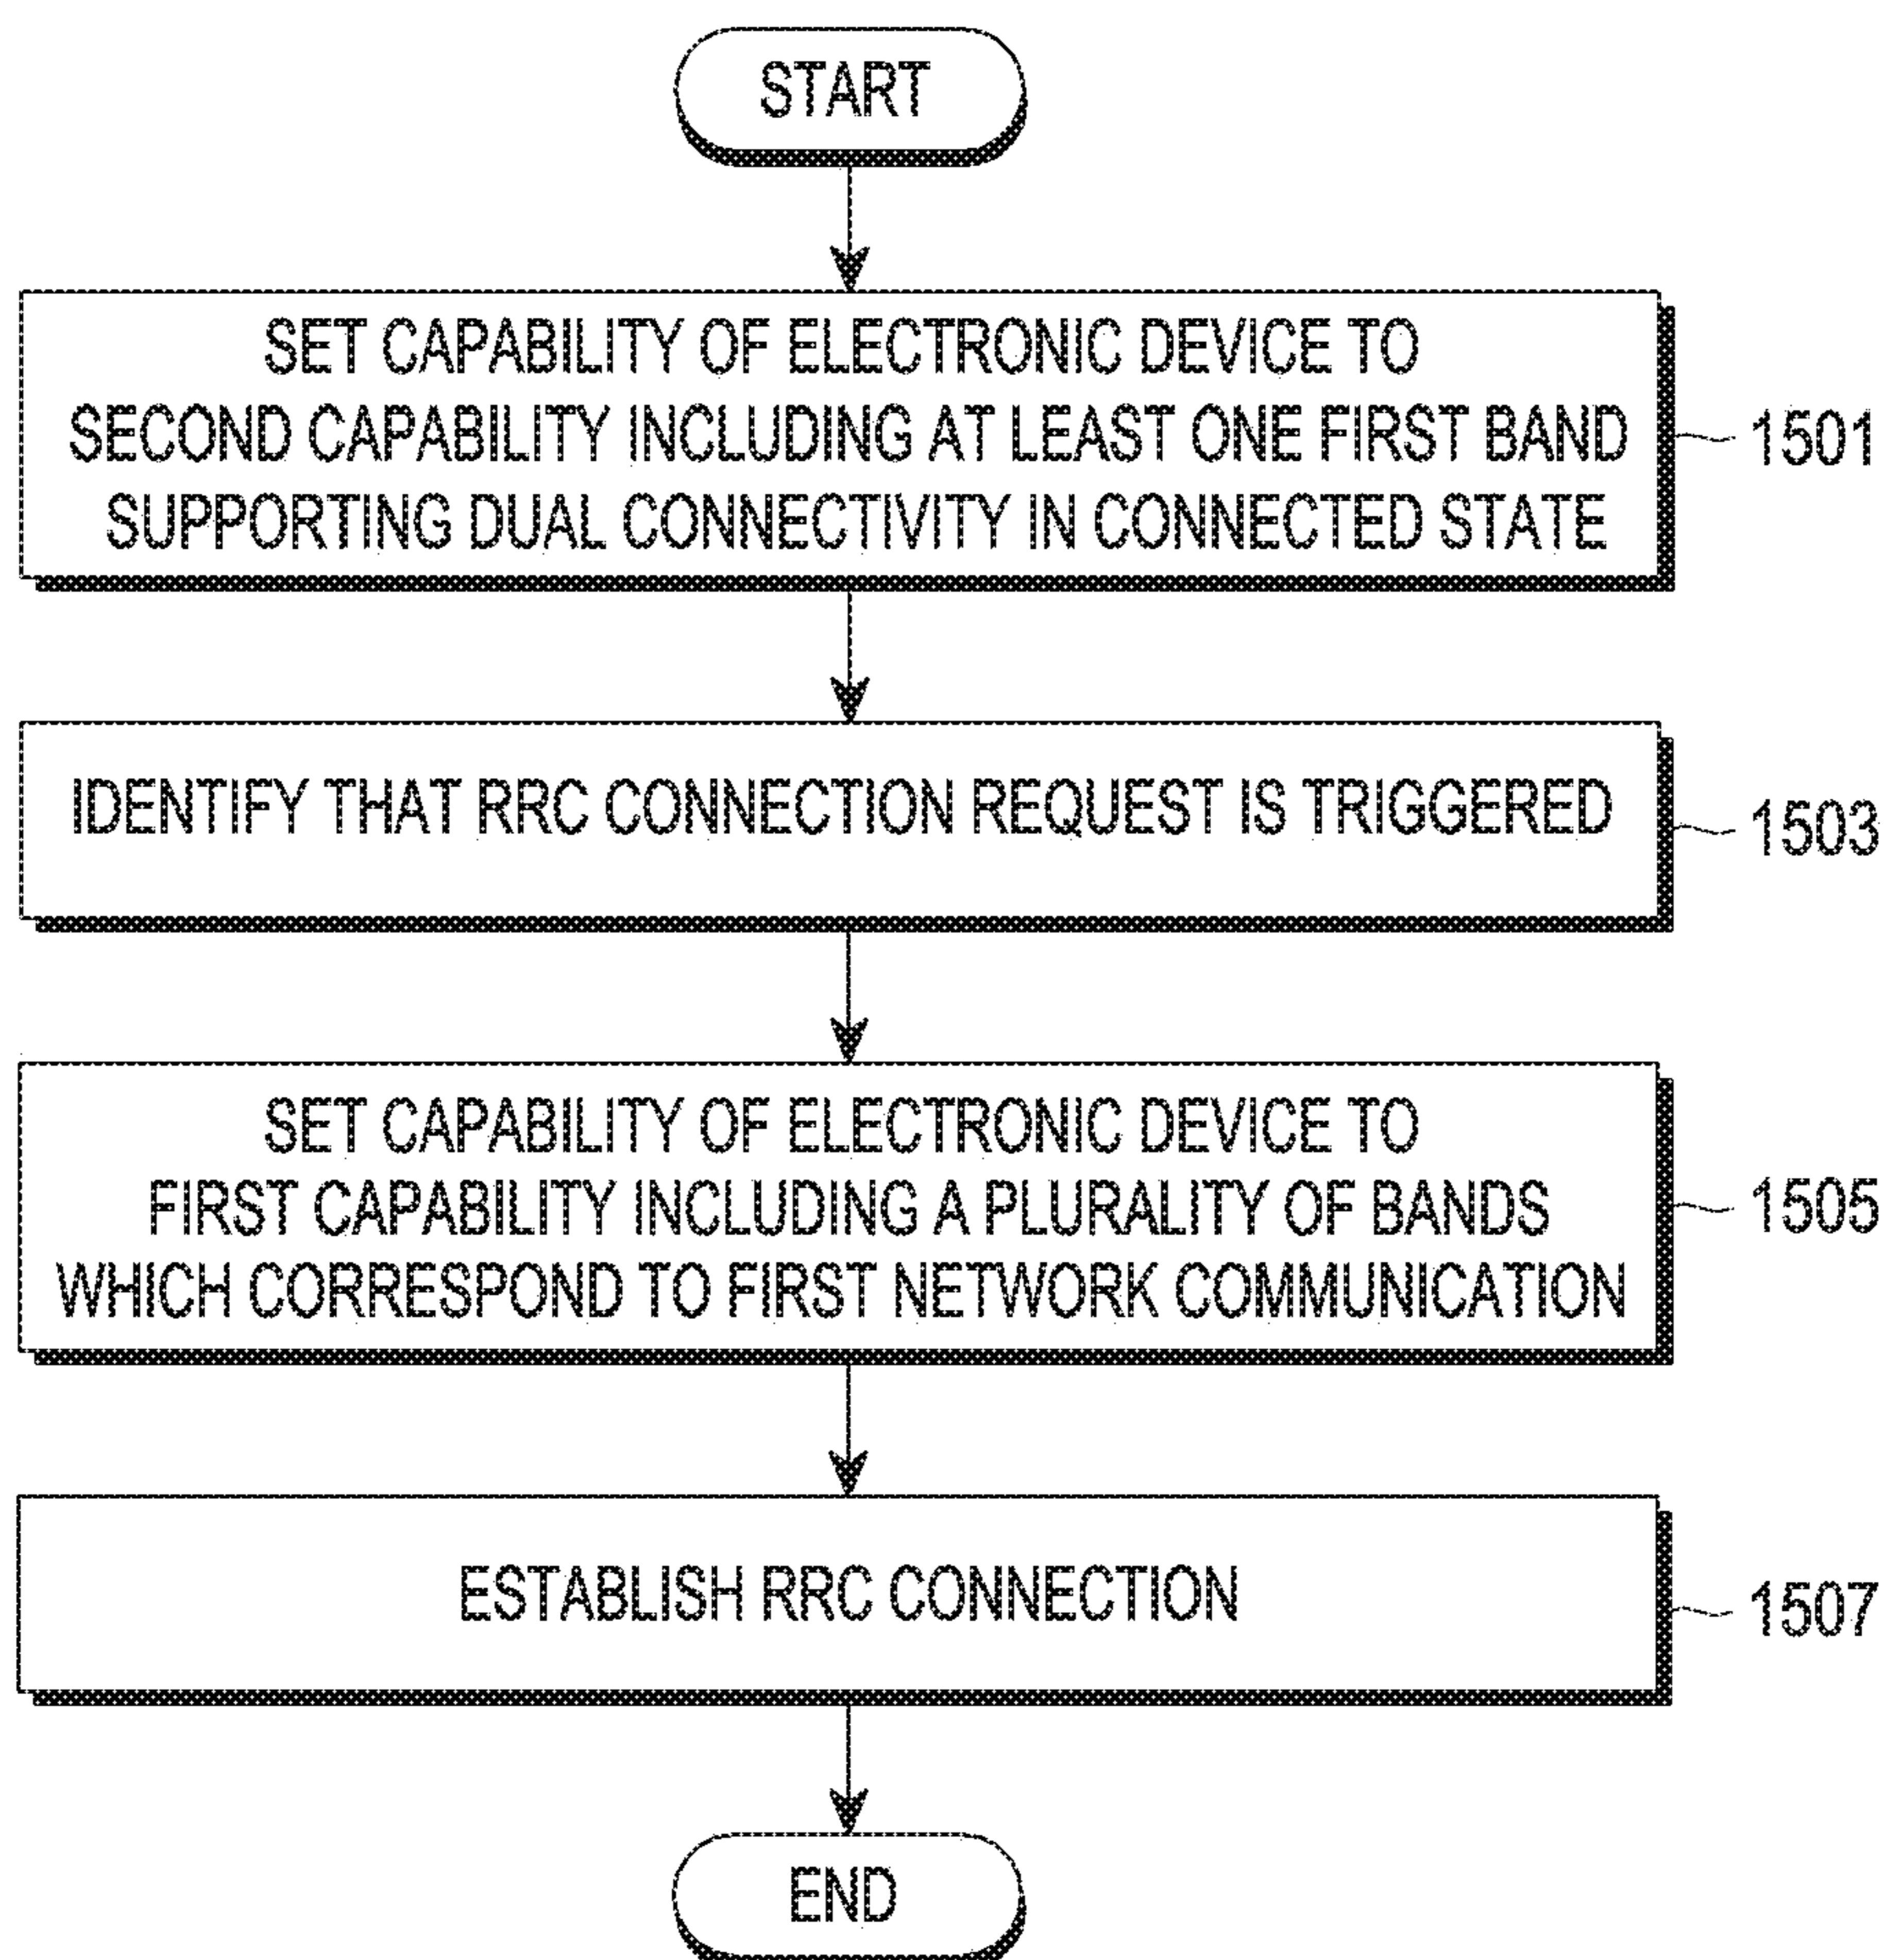 START
SET CAPABILITY OF ELECTRONIC DEVICE TO
SECOND CAPABILITY INCLUDING AT LEAST ONE FIRST BAND
SUPPORTING DUAL CONNECTIVITY IN CONNECTED STATE
1501
IDENTIFY THAT RRC CONNECTION REQUEST IS TRIGGERED
1503
SET CAPABILITY OF ELECTRONIC DEVICE TO
FIRST CAPABILITY INCLUDING A PLURALITY OF BANDS
WHICH CORRESPOND TO FIRST NETWORK COMMUNICATION
1505
ESTABLISH RRC CONNECTION
1507
END